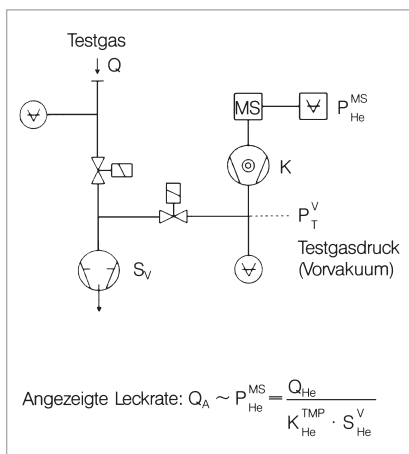 Testgas
Q
MS
P_He^MS
K
P_T^V
Testgasdruck
(Vorvakuum)
S_V
Angezeigte Leckrate: Q_A ~ P_He^MS = Q_He / K_He^TMP · S_He^V